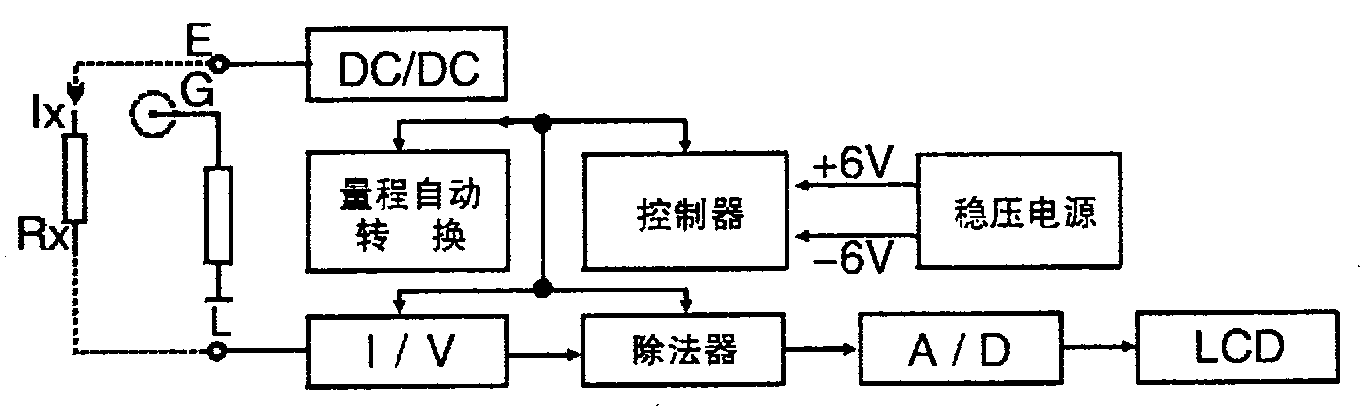 E
DC/DC
G
Ix
量程自动
转 换
控制器
+6V
稳压电源
Rx
−6V
L
I / V
除法器
A / D
LCD